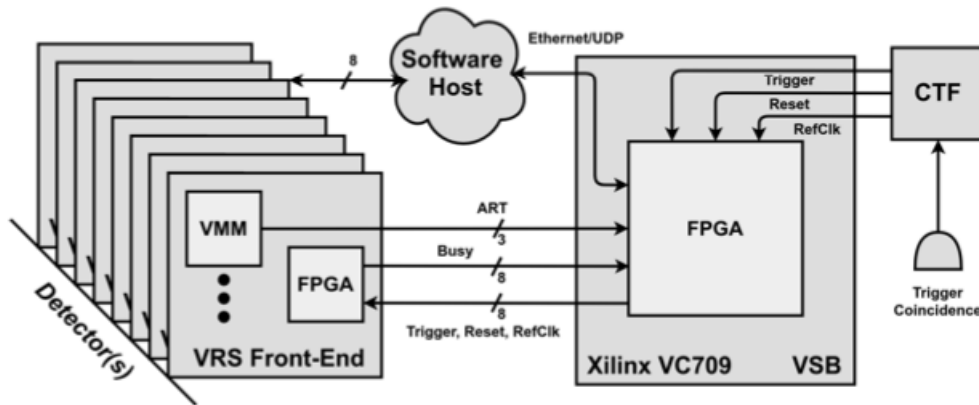 Ethernet/UDP
8
Software
Host
Trigger
Reset
RefClk
CTF
VMM
ART
3
FPGA
Busy
8
FPGA
8
Trigger, Reset, RefClk
Trigger
Coincidence
Detector(s)
VRS Front-End
Xilinx VC709
VSB